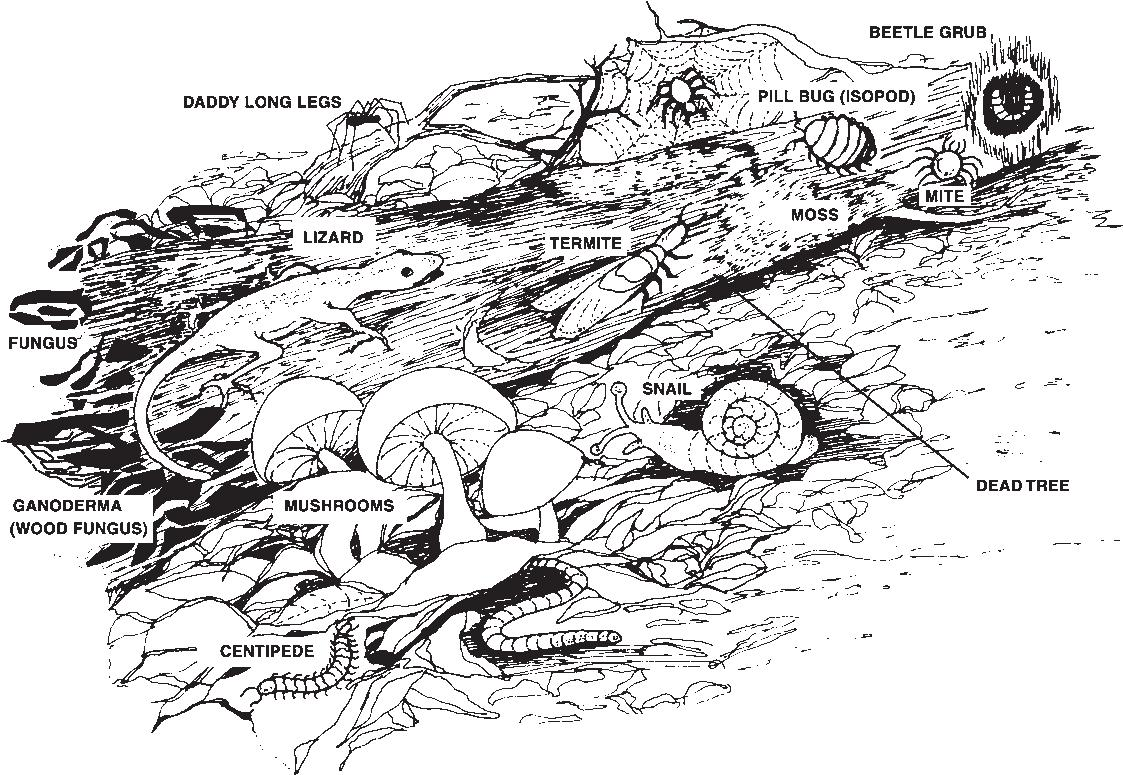 BEETLE GRUB
DADDY LONG LEGS
PILL BUG (ISOPOD)
MITE
MOSS
LIZARD
TERMITE
FUNGUS
SNAIL
DEAD TREE
GANODERMA
(WOOD FUNGUS)
MUSHROOMS
CENTIPEDE